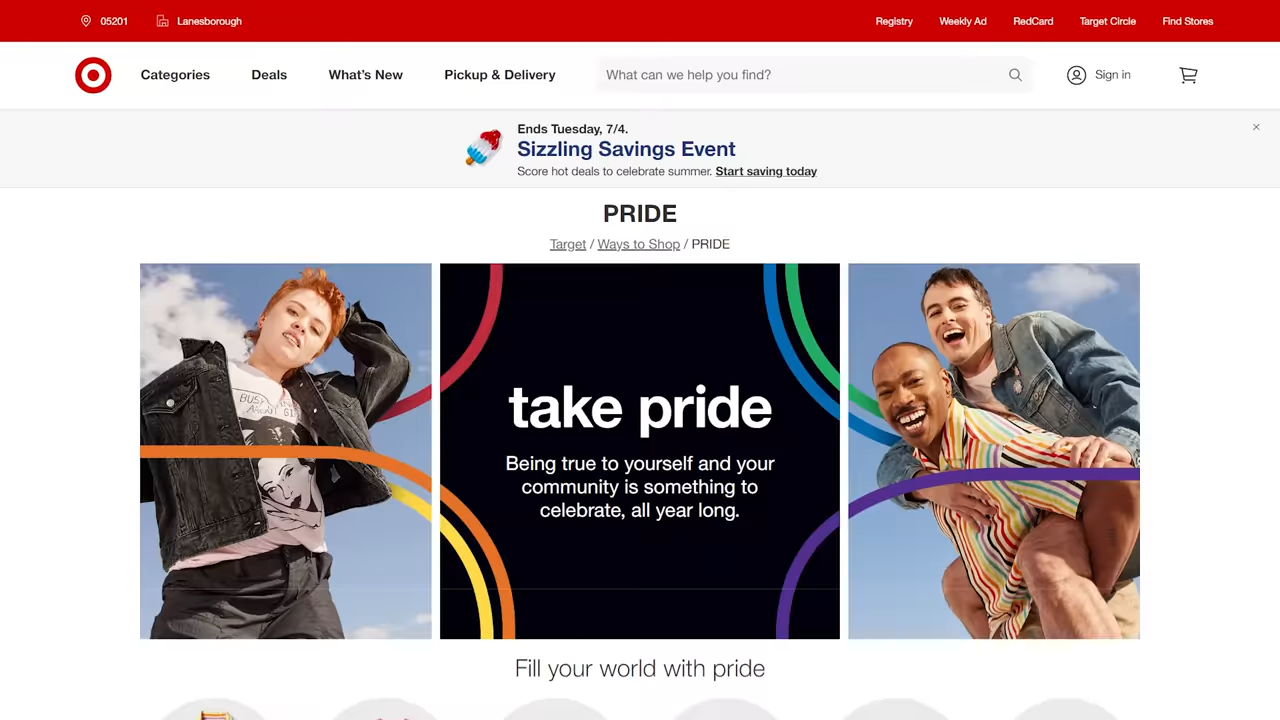 05201 Lanesborough Registry Weekly Ad RedCard Target Circle Find Stores
Categories Deals What's New Pickup & Delivery What can we help you find? Sign in
Ends Tuesday, 7/4.
Sizzling Savings Event
Score hot deals to celebrate summer. Start saving today
PRIDE
Target / Ways to Shop / PRIDE
take pride
Being true to yourself and your
community is something to
celebrate, all year long.
Fill your world with pride